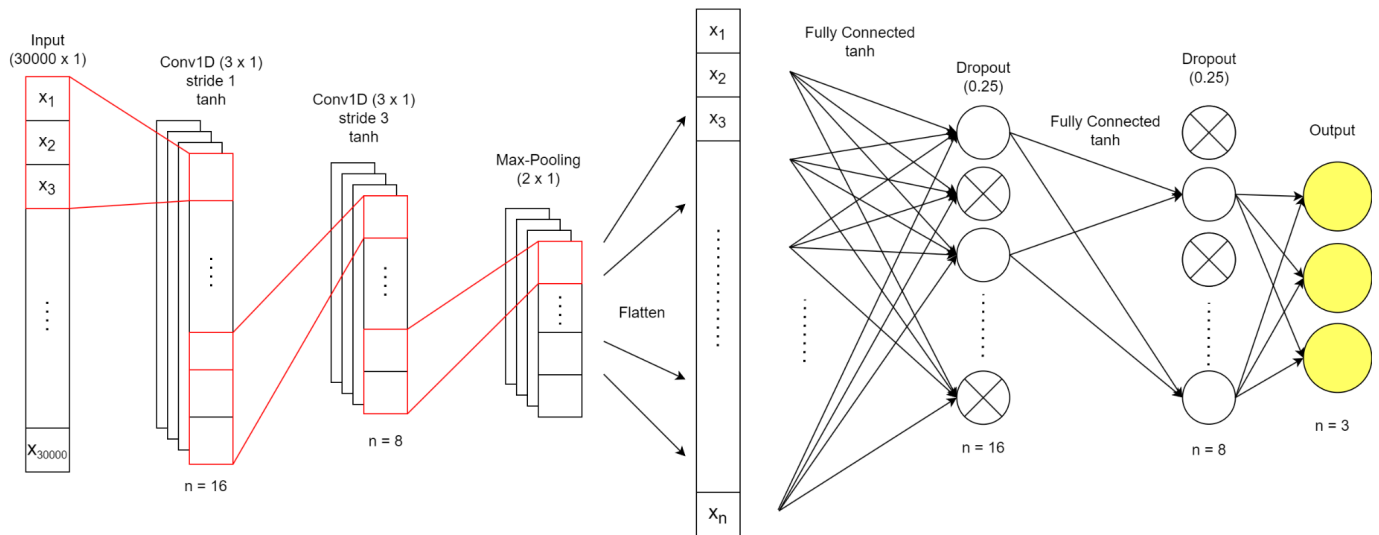 Input
(30000 x 1)
x1
x2
x3
x30000
Conv1D (3 x 1)
stride 1
tanh
n = 16
Conv1D (3 x 1)
stride 3
tanh
n = 8
Max-Pooling
(2 x 1)
Flatten
x1
x2
x3
xn
Fully Connected
tanh
Dropout
(0.25)
n = 16
Fully Connected
tanh
Dropout
(0.25)
n = 8
Output
n = 3